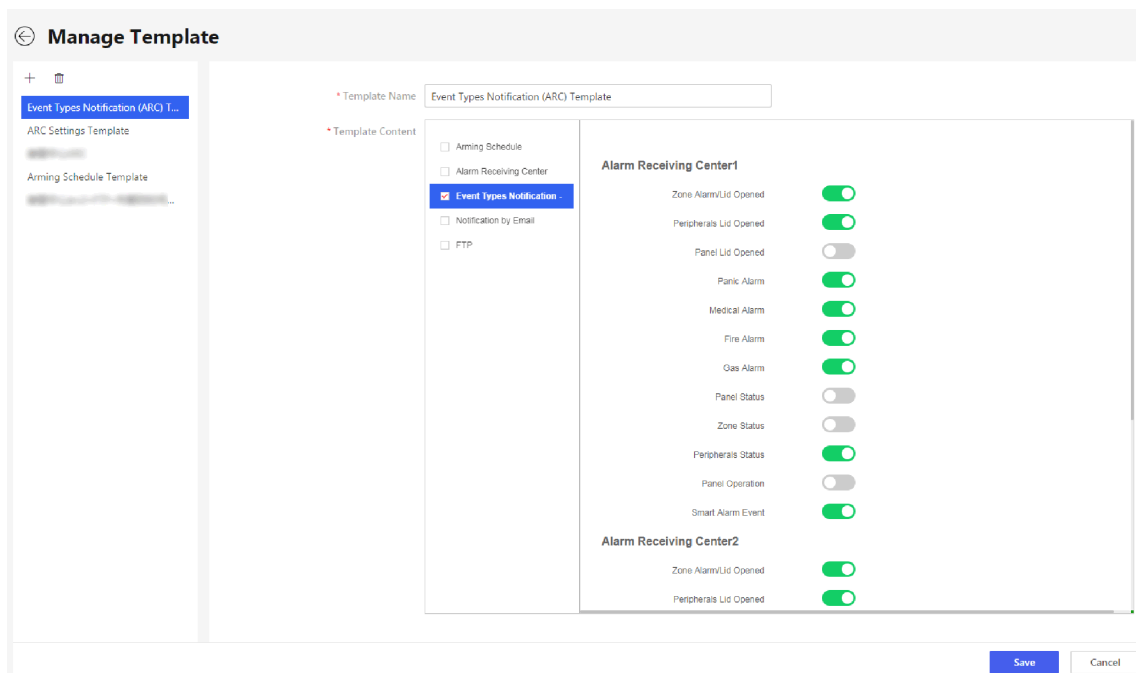 Manage Template
Event Types Notification (ARC) T...
ARC Settings Template
Arming Schedule Template
* Template Name
Event Types Notification (ARC) Template
* Template Content
Arming Schedule
Alarm Receiving Center
Event Types Notification -
Notification by Email
FTP
Alarm Receiving Center1
Zone Alarm/Lid Opened
Peripherals Lid Opened
Panel Lid Opened
Panic Alarm
Medical Alarm
Fire Alarm
Gas Alarm
Panel Status
Zone Status
Peripherals Status
Panel Operation
Smart Alarm Event
Alarm Receiving Center2
Zone Alarm/Lid Opened
Peripherals Lid Opened
Save
Cancel